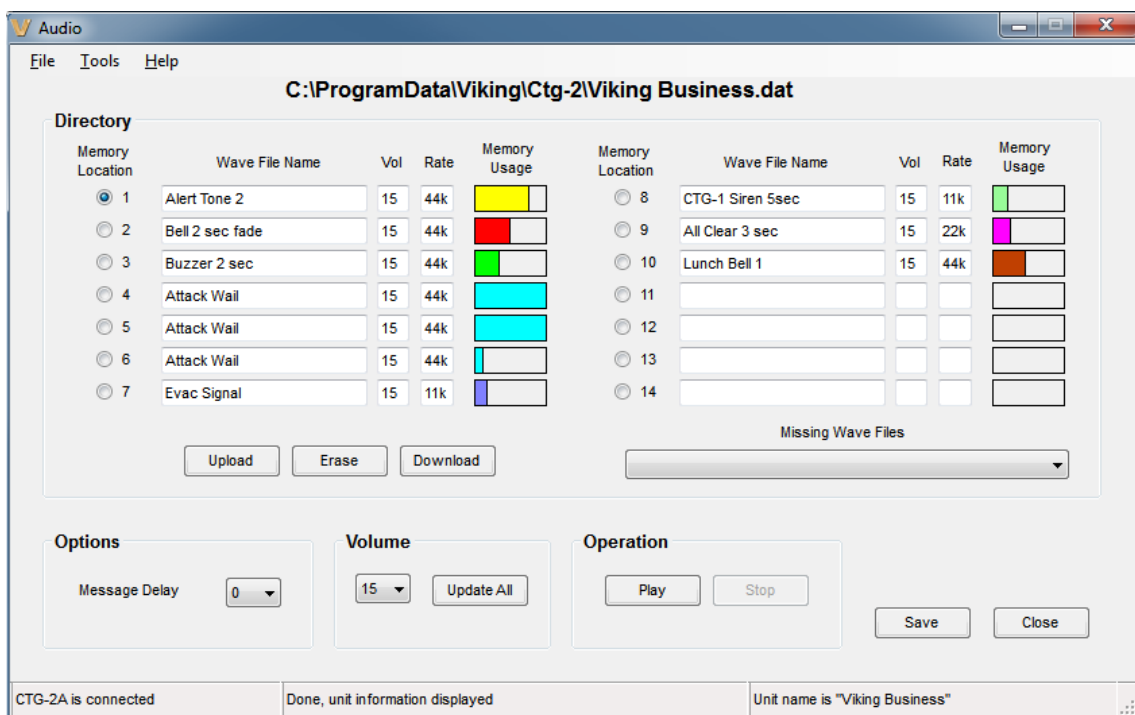 Audio
File Tools Help
C:\ProgramData\Viking\Ctg-2\Viking Business.dat
Directory
Memory Location Wave File Name Vol Rate Memory Usage Memory Location Wave File Name Vol Rate Memory Usage
1 Alert Tone 2 15 44k 8 CTG-1 Siren 5sec 15 11k
2 Bell 2 sec fade 15 44k 9 All Clear 3 sec 15 22k
3 Buzzer 2 sec 15 44k 10 Lunch Bell 1 15 44k
4 Attack Wail 15 44k 11
5 Attack Wail 15 44k 12
6 Attack Wail 15 44k 13
7 Evac Signal 15 11k 14
Missing Wave Files
Upload Erase Download
Options Volume Operation
Message Delay 0 15 Update All Play Stop
Save Close
CTG-2A is connected Done, unit information displayed Unit name is "Viking Business"